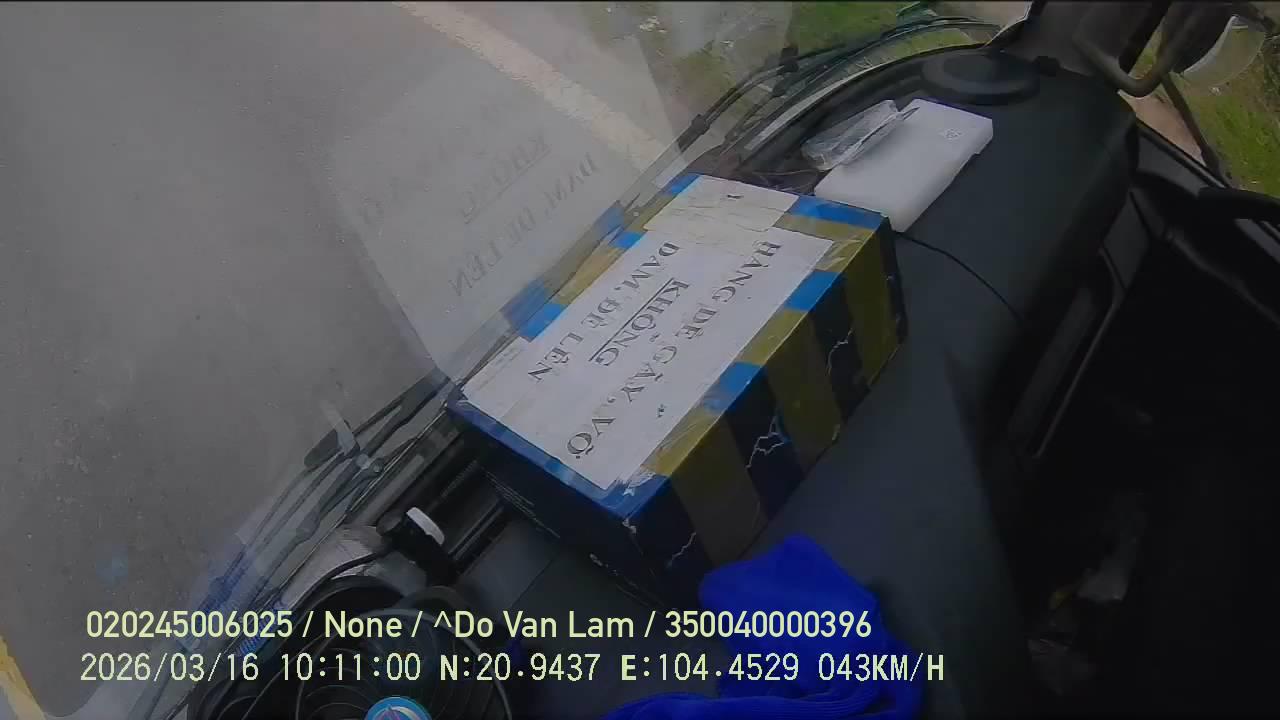 HÀNG DỄ GÃY, VỠ
KHÔNG
DẪM, ĐÈ LÊN
020245006025 / None / ^Do Van Lam / 350040000396
2026/03/16 10:11:00 N:20.9437 E:104.4529 043KM/H